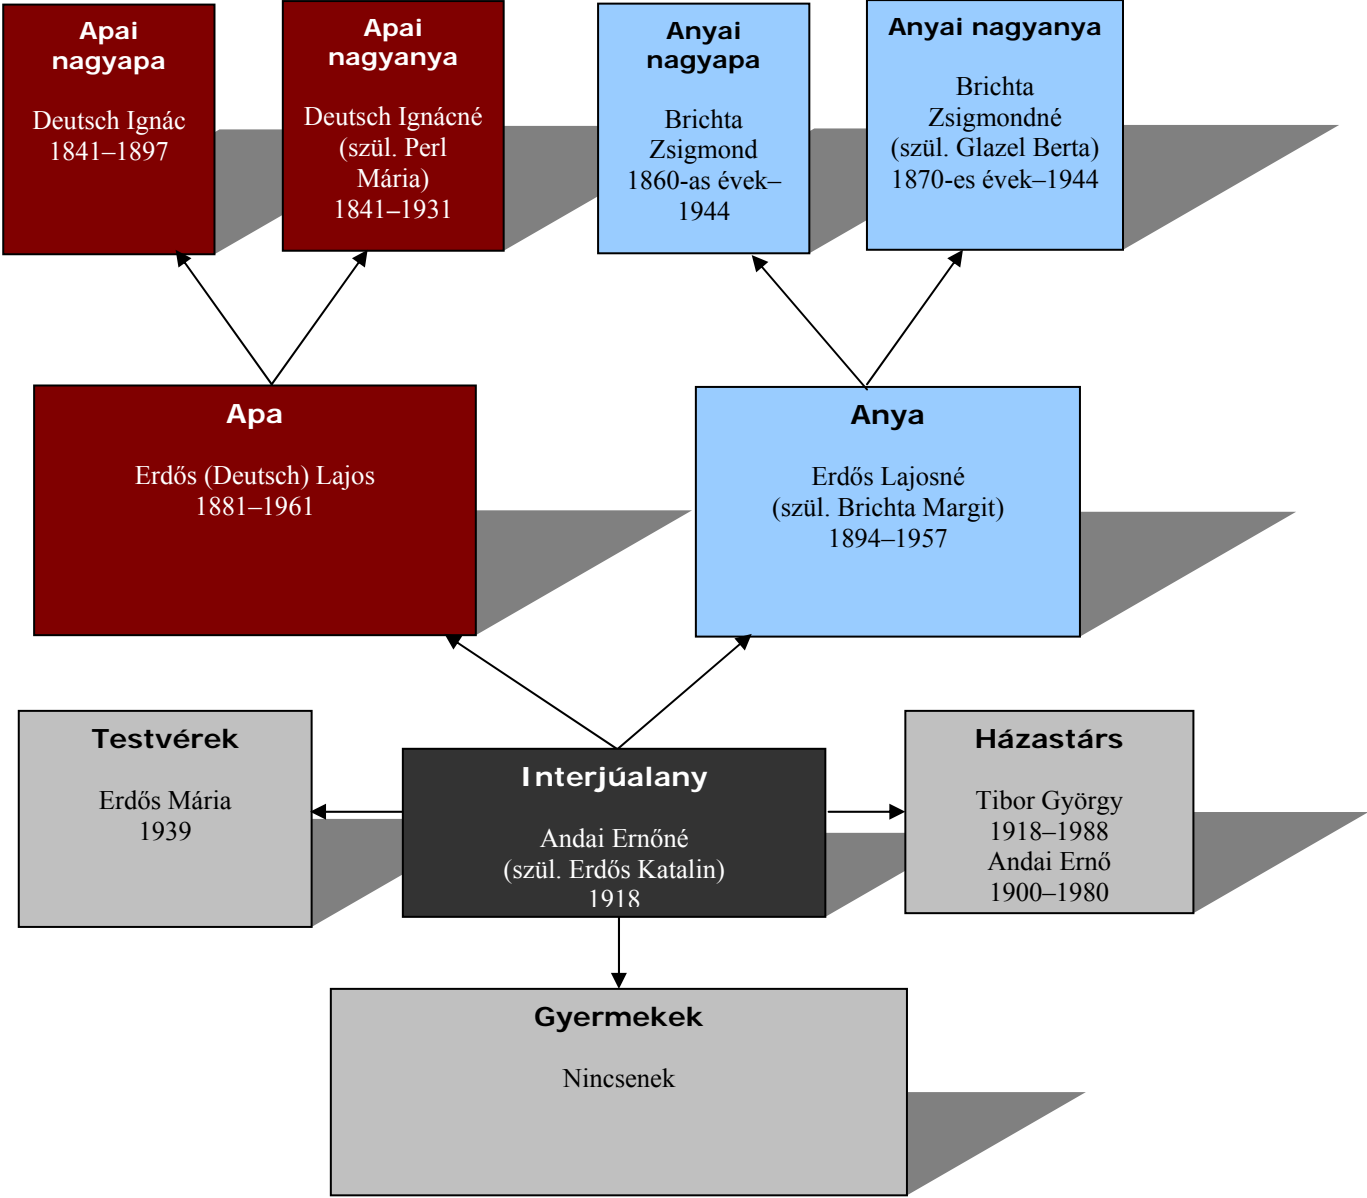 Apai
nagyapa
Deutsch Ignác
1841–1897
Apai
nagyanya
Deutsch Ignácné
(szül. Perl
Mária)
1841–1931
Anyai
nagyapa
Brichta
Zsigmond
1860-as évek–
1944
Anyai nagyanya
Brichta
Zsigmondné
(szül. Glazel Berta)
1870-es évek–1944
Apa
Erdős (Deutsch) Lajos
1881–1961
Anya
Erdős Lajosné
(szül. Brichta Margit)
1894–1957
Testvérek
Erdős Mária
1939
Interjúalany
Andai Ernőné
(szül. Erdős Katalin)
1918
Házastárs
Tibor György
1918–1988
Andai Ernő
1900–1980
Gyermekek
Nincsenek